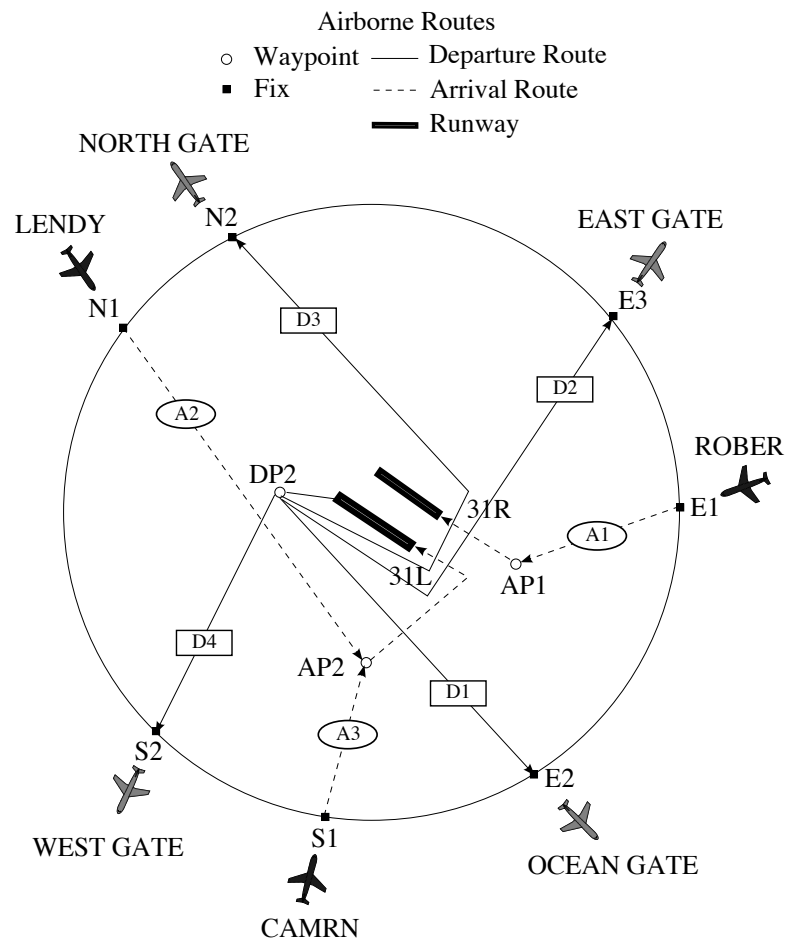 Airborne Routes
Waypoint
Departure Route
Fix
Arrival Route
Runway
NORTH GATE
LENDY
N2
EAST GATE
N1
E3
D3
D2
A2
ROBER
DP2
31R
E1
A1
31L
AP1
D4
AP2
D1
A3
S2
E2
S1
WEST GATE
OCEAN GATE
CAMRN